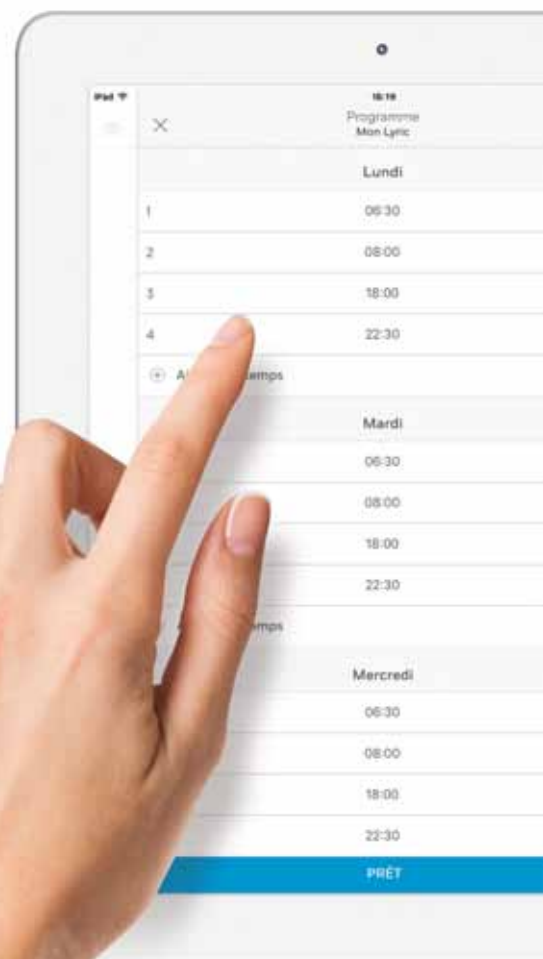 iPad 16:19
Programme
Mon Lyric
Lundi
1 06:30
2 08:00
3 18:00
4 22:30
temps
Mardi
06:30
08:00
18:00
22:30
temps
Mercredi
06:30
08:00
18:00
22:30
PRÊT